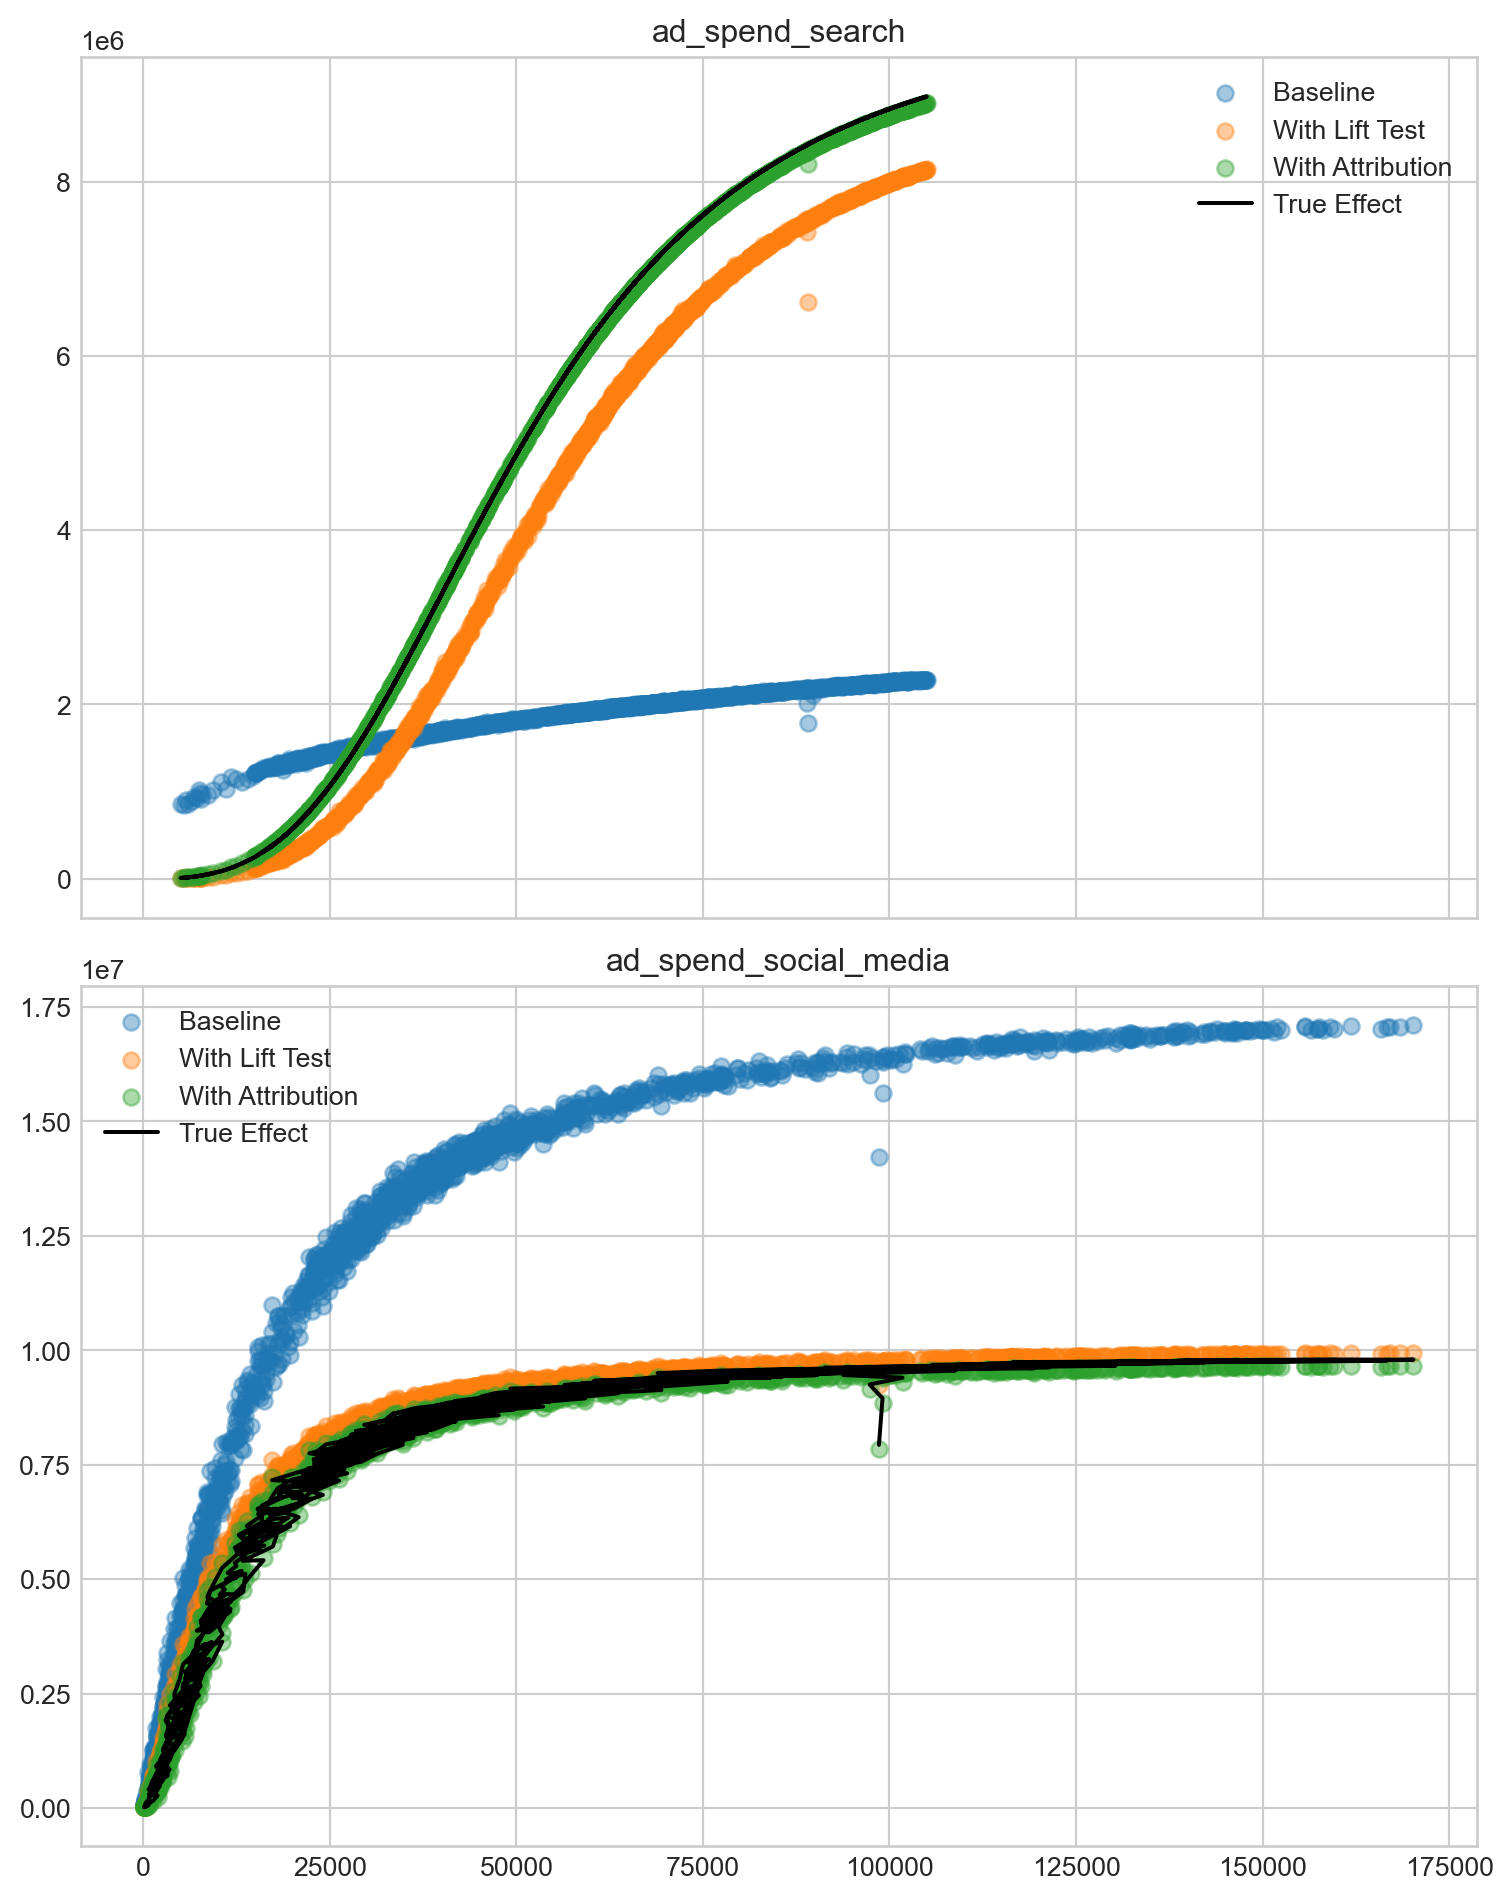 ad_spend_search
1e6
Baseline
With Lift Test
With Attribution
True Effect
8
6
4
2
0
ad_spend_social_media
1e7
Baseline
With Lift Test
With Attribution
True Effect
1.75
1.50
1.25
1.00
0.75
0.50
0.25
0.00
0 25000 50000 75000 100000 125000 150000 175000